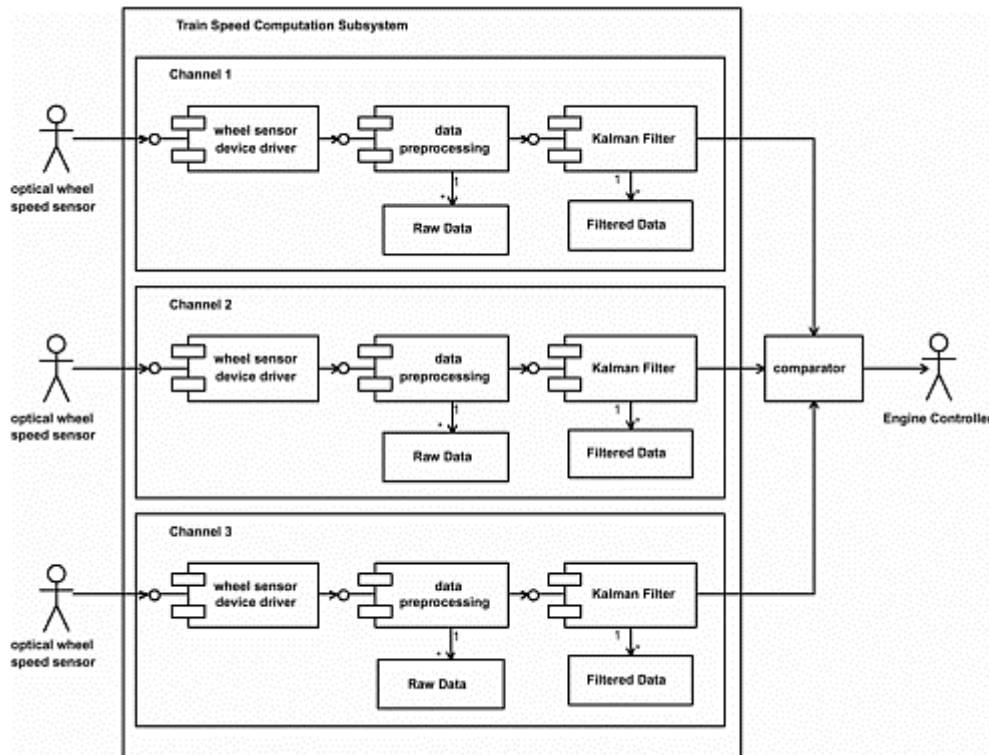 Train Speed Computation Subsystem
Channel 1
optical wheel
speed sensor
wheel sensor
device driver
data
preprocessing
Kalman Filter
1
*
1
*
Raw Data
Filtered Data
Channel 2
optical wheel
speed sensor
wheel sensor
device driver
data
preprocessing
Kalman Filter
comparator
Engine Controller
1
*
1
*
Raw Data
Filtered Data
Channel 3
optical wheel
speed sensor
wheel sensor
device driver
data
preprocessing
Kalman Filter
1
*
1
*
Raw Data
Filtered Data